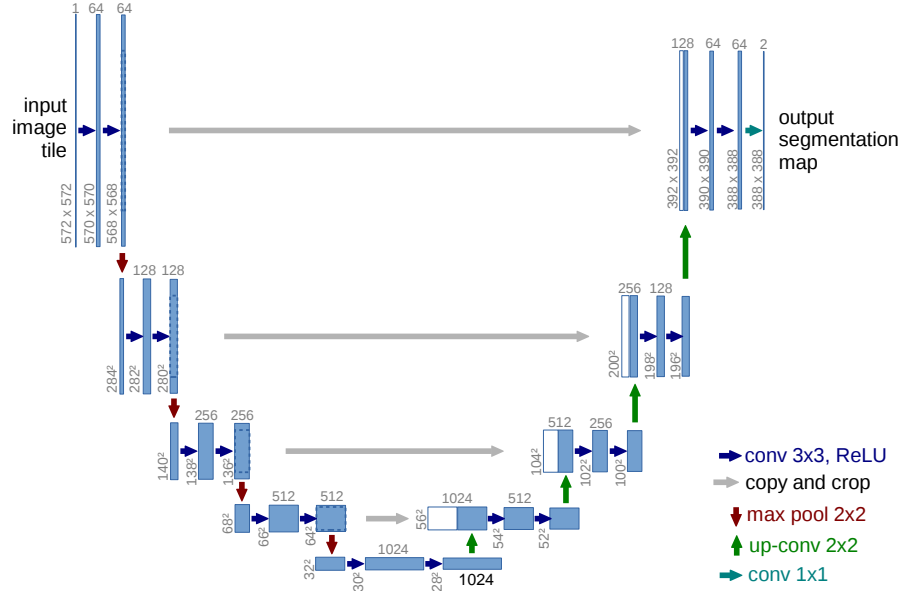 1 64 64
input
image
tile
572 x 572
570 x 570
568 x 568
128 64 64 2
output
segmentation
map
392 x 392
390 x 390
388 x 388
388 x 388
128 128
284²
282²
280²
256 128
200²
198²
196²
256 256
140²
138²
136²
512 256
104²
102²
100²
512 512
68²
66²
64²
1024 512
56²
54²
52²
1024
32²
30²
28²
1024
conv 3x3, ReLU
copy and crop
max pool 2x2
up-conv 2x2
conv 1x1